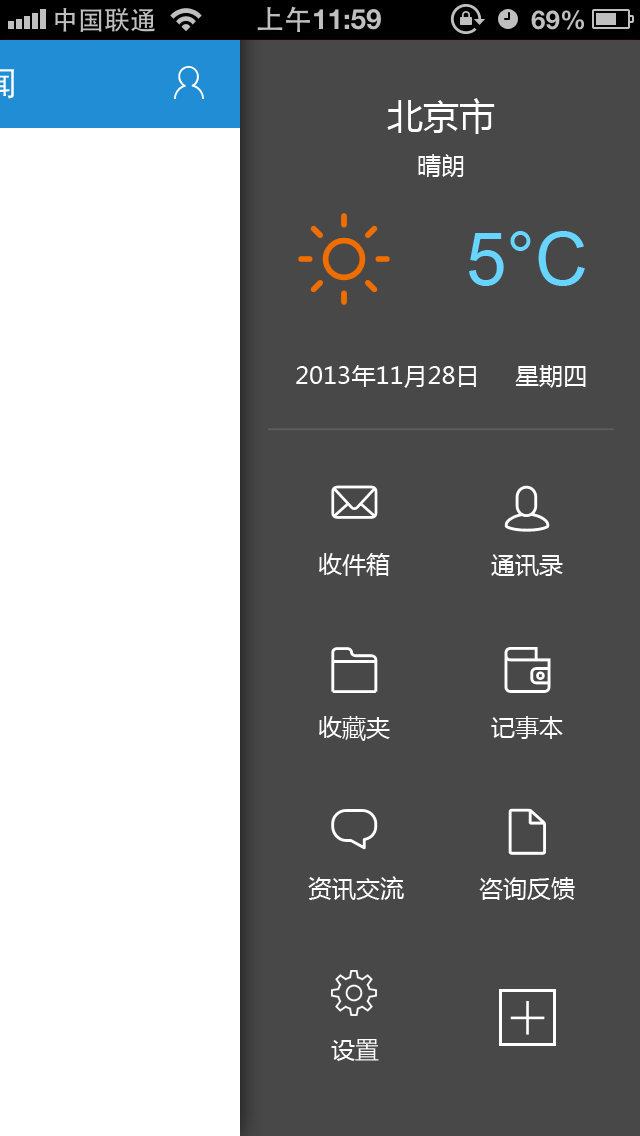 中国联通 上午11:59 69%
闻
北京市
晴朗
5°C
2013年11月28日 星期四
收件箱 通讯录
收藏夹 记事本
资讯交流 咨询反馈
设置